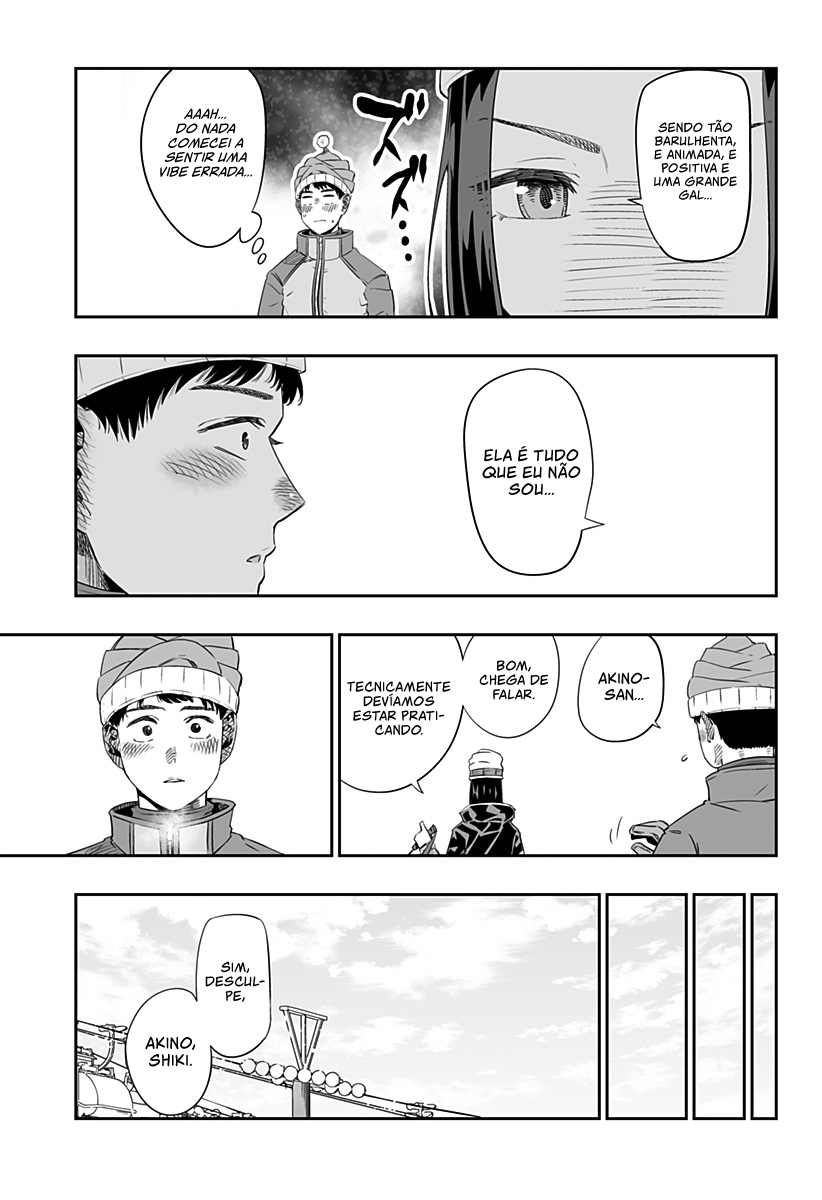 SENDO TÃO
BARULHENTA,
E ANIMADA, E
POSITIVA E
UMA GRANDE
GAL...
ズズ...
AAAH...
DO NADA
COMECEI A
SENTIR UMA
VIBE ERRADA...
ELA É TUDO
QUE EU NÃO
SOU...
AKINO-
SAN...
BOM,
CHEGA DE
FALAR.
TECNICAMENTE
DEVÍAMOS
ESTAR PRATI-
CANDO.
SIM,
DESCUL-
PE,
AKINO,
SHIKI.